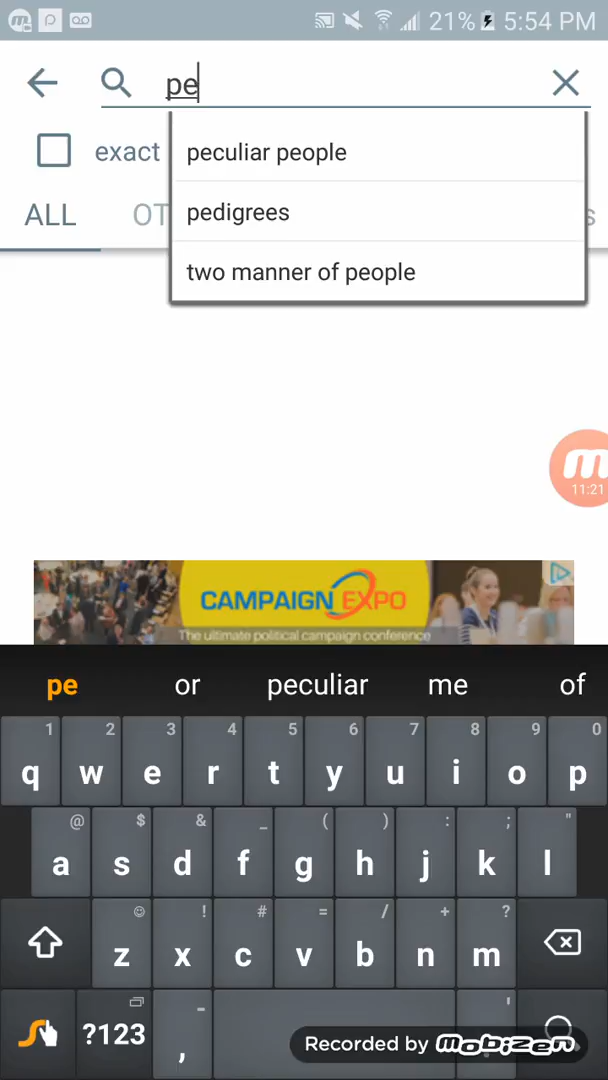 21% 5:54 PM
pe
exact
peculiar people
ALL
OT
s
pedigrees
two manner of people
11:21
CAMPAIGN EXPO
The ultimate political campaign conference
pe or peculiar me of
1 2 3 4 5 6 7 8 9 0
q w e r t y u i o p
@ $ & _ ( ) : ; "
a s d f g h j k l
! # = / + ?
z x c v b n m
- '
?123 ,
Recorded by mobizen